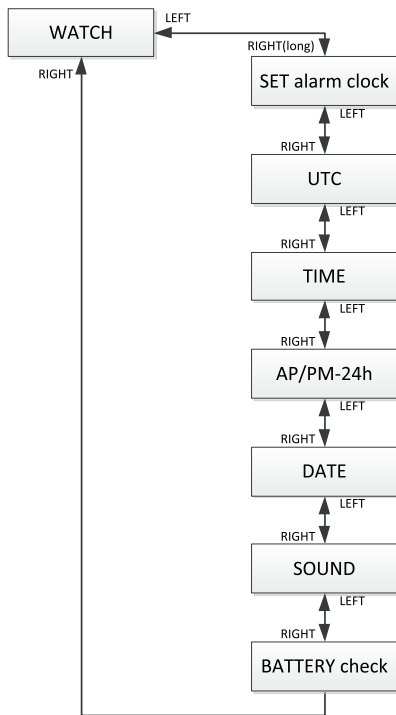 WATCH
LEFT
RIGHT(long)
RIGHT
SET alarm clock
LEFT
RIGHT
UTC
LEFT
RIGHT
TIME
LEFT
RIGHT
AP/PM-24h
LEFT
RIGHT
DATE
LEFT
RIGHT
SOUND
LEFT
RIGHT
BATTERY check